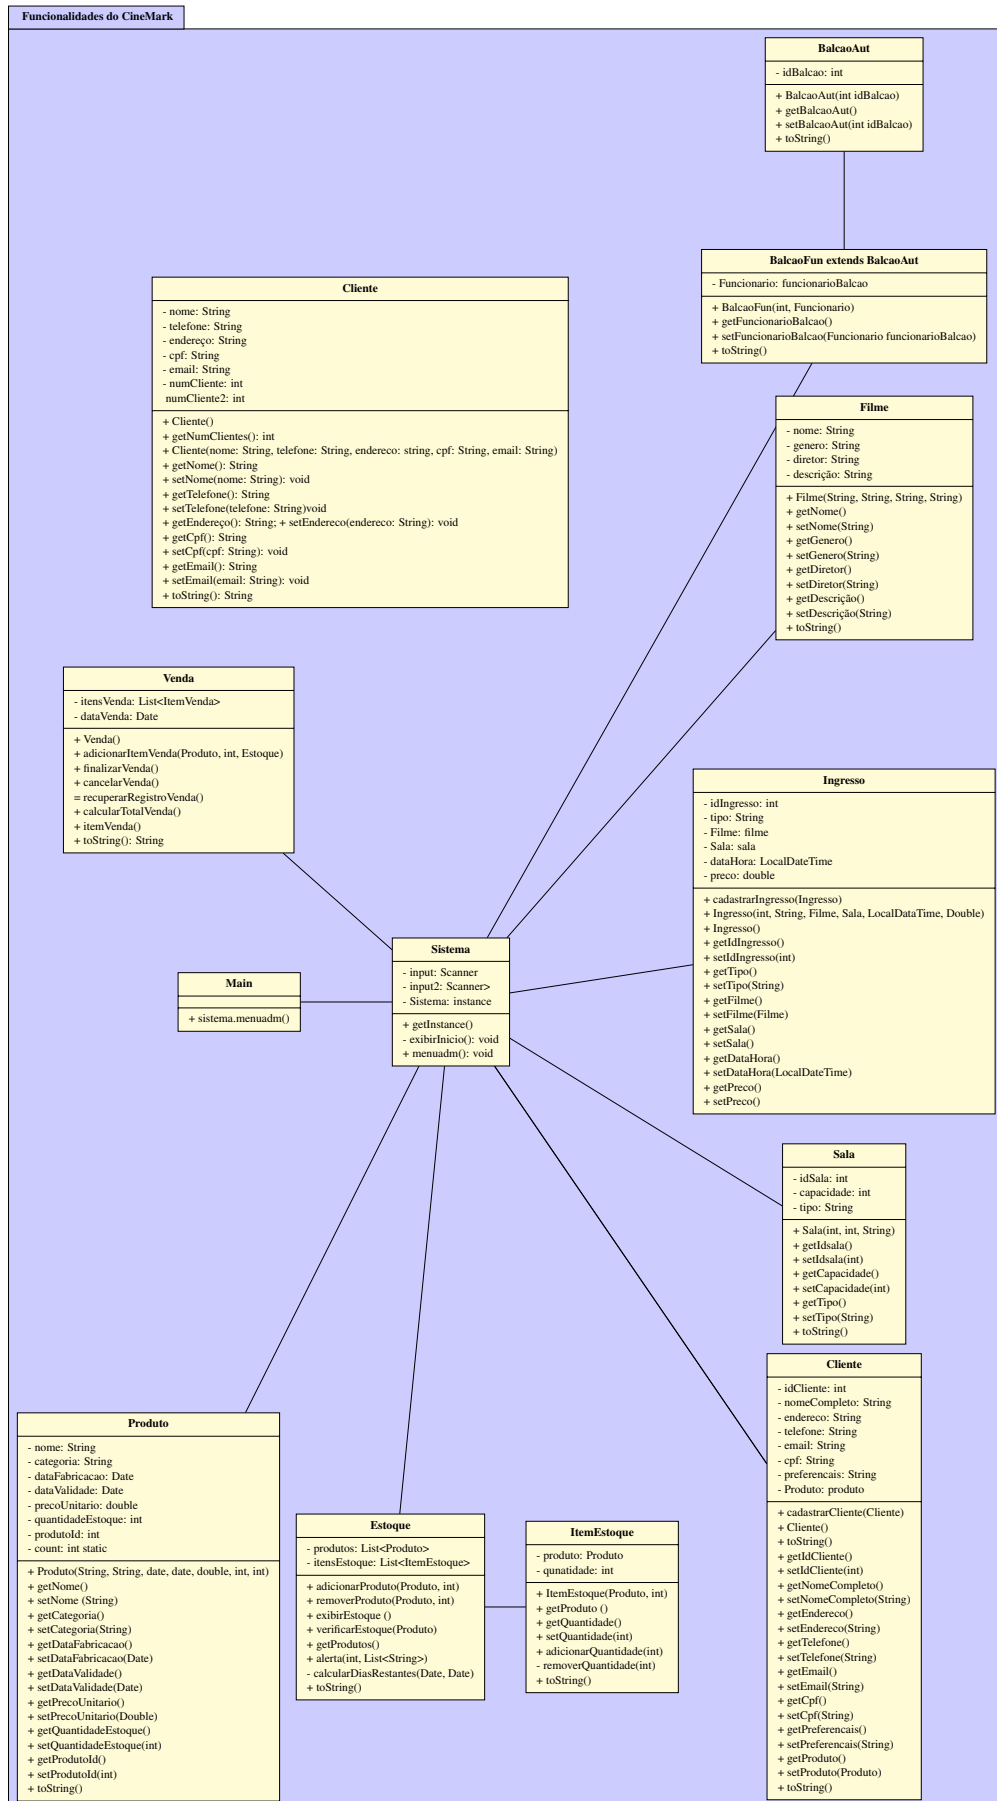 Funcionalidades do CineMark
BalcaoAut
- idBalcao: int
+ BalcaoAut(int idBalcao)
+ getBalcaoAut()
+ setBalcaoAut(int idBalcao)
+ toString()
BalcaoFun extends BalcaoAut
- Funcionario: funcionarioBalcao
+ BalcaoFun(int, Funcionario)
+ getFuncionarioBalcao()
+ setFuncionarioBalcao(Funcionario funcionarioBalcao)
+ toString()
Cliente
- nome: String
- telefone: String
- endereço: String
- cpf: String
- email: String
- numCliente: int
numCliente2: int
+ Cliente()
+ getNumClientes(): int
+ Cliente(nome: String, telefone: String, endereco: string, cpf: String, email: String)
+ getNome(): String
+ setNome(nome: String): void
+ getTelefone(): String
+ setTelefone(telefone: String)void
+ getEndereço(): String; + setEndereco(endereco: String): void
+ getCpf(): String
+ setCpf(cpf: String): void
+ getEmail(): String
+ setEmail(email: String): void
+ toString(): String
Filme
- nome: String
- genero: String
- diretor: String
- descrição: String
+ Filme(String, String, String, String)
+ getNome()
+ setNome(String)
+ getGenero()
+ setGenero(String)
+ getDiretor()
+ setDiretor(String)
+ getDescrição()
+ setDescrição(String)
+ toString()
Venda
- itensVenda: List<ItemVenda>
- dataVenda: Date
+ Venda()
+ adicionarItemVenda(Produto, int, Estoque)
+ finalizarVenda()
+ cancelarVenda()
= recuperarRegistroVenda()
+ calcularTotalVenda()
+ itemVenda()
+ toString(): String
Ingresso
- idIngresso: int
- tipo: String
- Filme: filme
- Sala: sala
- dataHora: LocalDateTime
- preco: double
+ cadastrarIngresso(Ingresso)
+ Ingresso(int, String, Filme, Sala, LocalDataTime, Double)
+ Ingresso()
+ getIdIngresso()
+ setIdIngresso(int)
+ getTipo()
+ setTipo(String)
+ getFilme()
+ setFilme(Filme)
+ getSala()
+ setSala()
+ getDataHora()
+ setDataHora(LocalDateTime)
+ getPreco()
+ setPreco()
Sistema
- input: Scanner
- input2: Scanner>
- Sistema: instance
+ getInstance()
- exibirInicio(): void
+ menuadm(): void
Main
+ sistema.menuadm()
Sala
- idSala: int
- capacidade: int
- tipo: String
+ Sala(int, int, String)
+ getIdsala()
+ setIdsala(int)
+ getCapacidade()
+ setCapacidade(int)
+ getTipo()
+ setTipo(String)
+ toString()
Cliente
- idCliente: int
- nomeCompleto: String
- endereco: String
- telefone: String
- email: String
- cpf: String
- preferencais: String
- Produto: produto
+ cadastrarCliente(Cliente)
+ Cliente()
+ toString()
+ getIdCliente()
+ setIdCliente(int)
+ getNomeCompleto()
+ setNomeCompleto(String)
+ getEndereco()
+ setEndereco(String)
+ getTelefone()
+ setTelefone(String)
+ getEmail()
+ setEmail(String)
+ getCpf()
+ setCpf(String)
+ getPreferencais()
+ setPreferencais(String)
+ getProduto()
+ setProduto(Produto)
+ toString()
Produto
- nome: String
- categoria: String
- dataFabricacao: Date
- dataValidade: Date
- precoUnitario: double
- quantidadeEstoque: int
- produtoId: int
- count: int static
+ Produto(String, String, date, date, double, int, int)
+ getNome()
+ setNome (String)
+ getCategoria()
+ setCategoria(String)
+ getDataFabricacao()
+ setDataFabricacao(Date)
+ getDataValidade()
+ setDataValidade(Date)
+ getPrecoUnitario()
+ setPrecoUnitario(Double)
+ getQuantidadeEstoque()
+ setQuantidadeEstoque(int)
+ getProdutoId()
+ setProdutoId(int)
+ toString()
Estoque
- produtos: List<Produto>
- itensEstoque: List<ItemEstoque>
+ adicionarProduto(Produto, int)
+ removerProduto(Produto, int)
+ exibirEstoque ()
+ verificarEstoque(Produto)
+ getProdutos()
+ alerta(int, List<String>)
- calcularDiasRestantes(Date, Date)
+ toString()
ItemEstoque
- produto: Produto
- qunatidade: int
+ ItemEstoque(Produto, int)
+ getProduto ()
+ getQuantidade()
+ setQuantidade(int)
+ adicionarQuantidade(int)
- removerQuantidade(int)
+ toString()